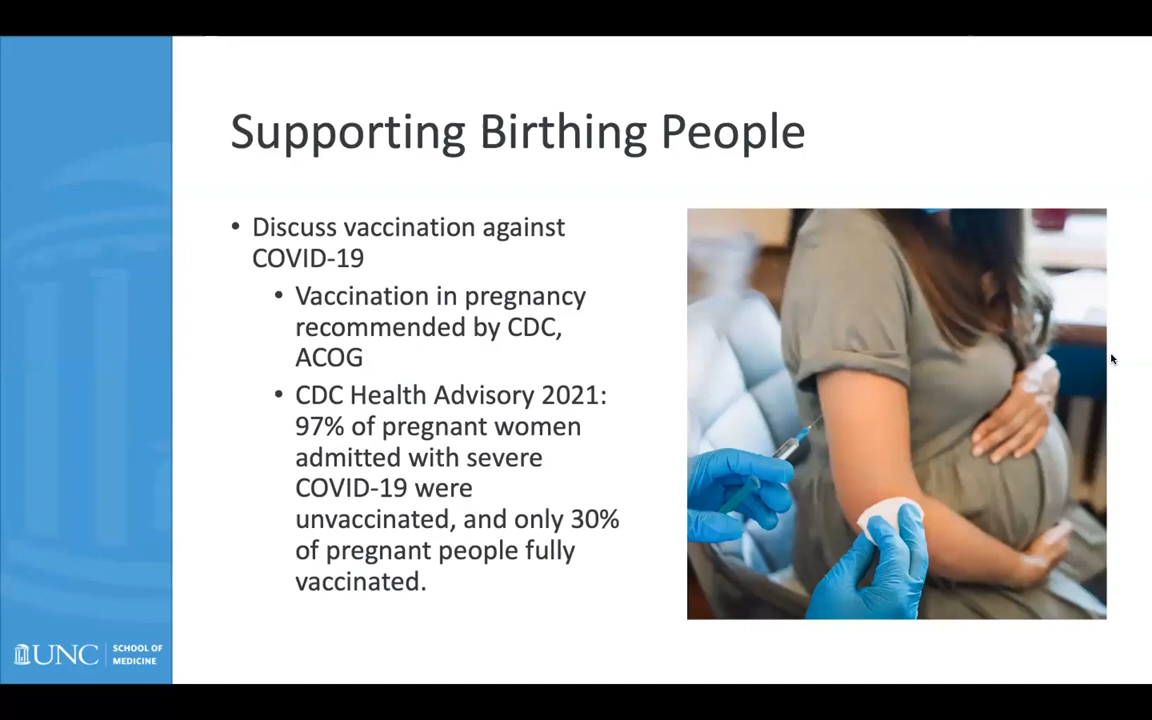 Supporting Birthing People
• Discuss vaccination against
COVID-19
• Vaccination in pregnancy
recommended by CDC,
ACOG
• CDC Health Advisory 2021:
97% of pregnant women
admitted with severe
COVID-19 were
unvaccinated, and only 30%
of pregnant people fully
vaccinated.
UNC
SCHOOL OF
MEDICINE